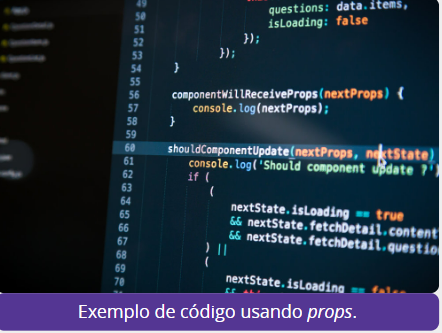 49
50 questions: data.items,
51 isLoading: false
52 });
53 });
54 }
55
56 componentWillReceiveProps(nextProps) {
57 console.log(nextProps);
58 }
59
60 shouldComponentUpdate(nextProps, nextState)
61 console.log('Should component update ?')
62 if (
63 (
64 nextState.isLoading == true
65 && nextState.fetchDetail.content
66 && nextState.fetchDetail.questio
67 ) ||
68 (
69 nextState.isLoading == false
70
Exemplo de código usando props.